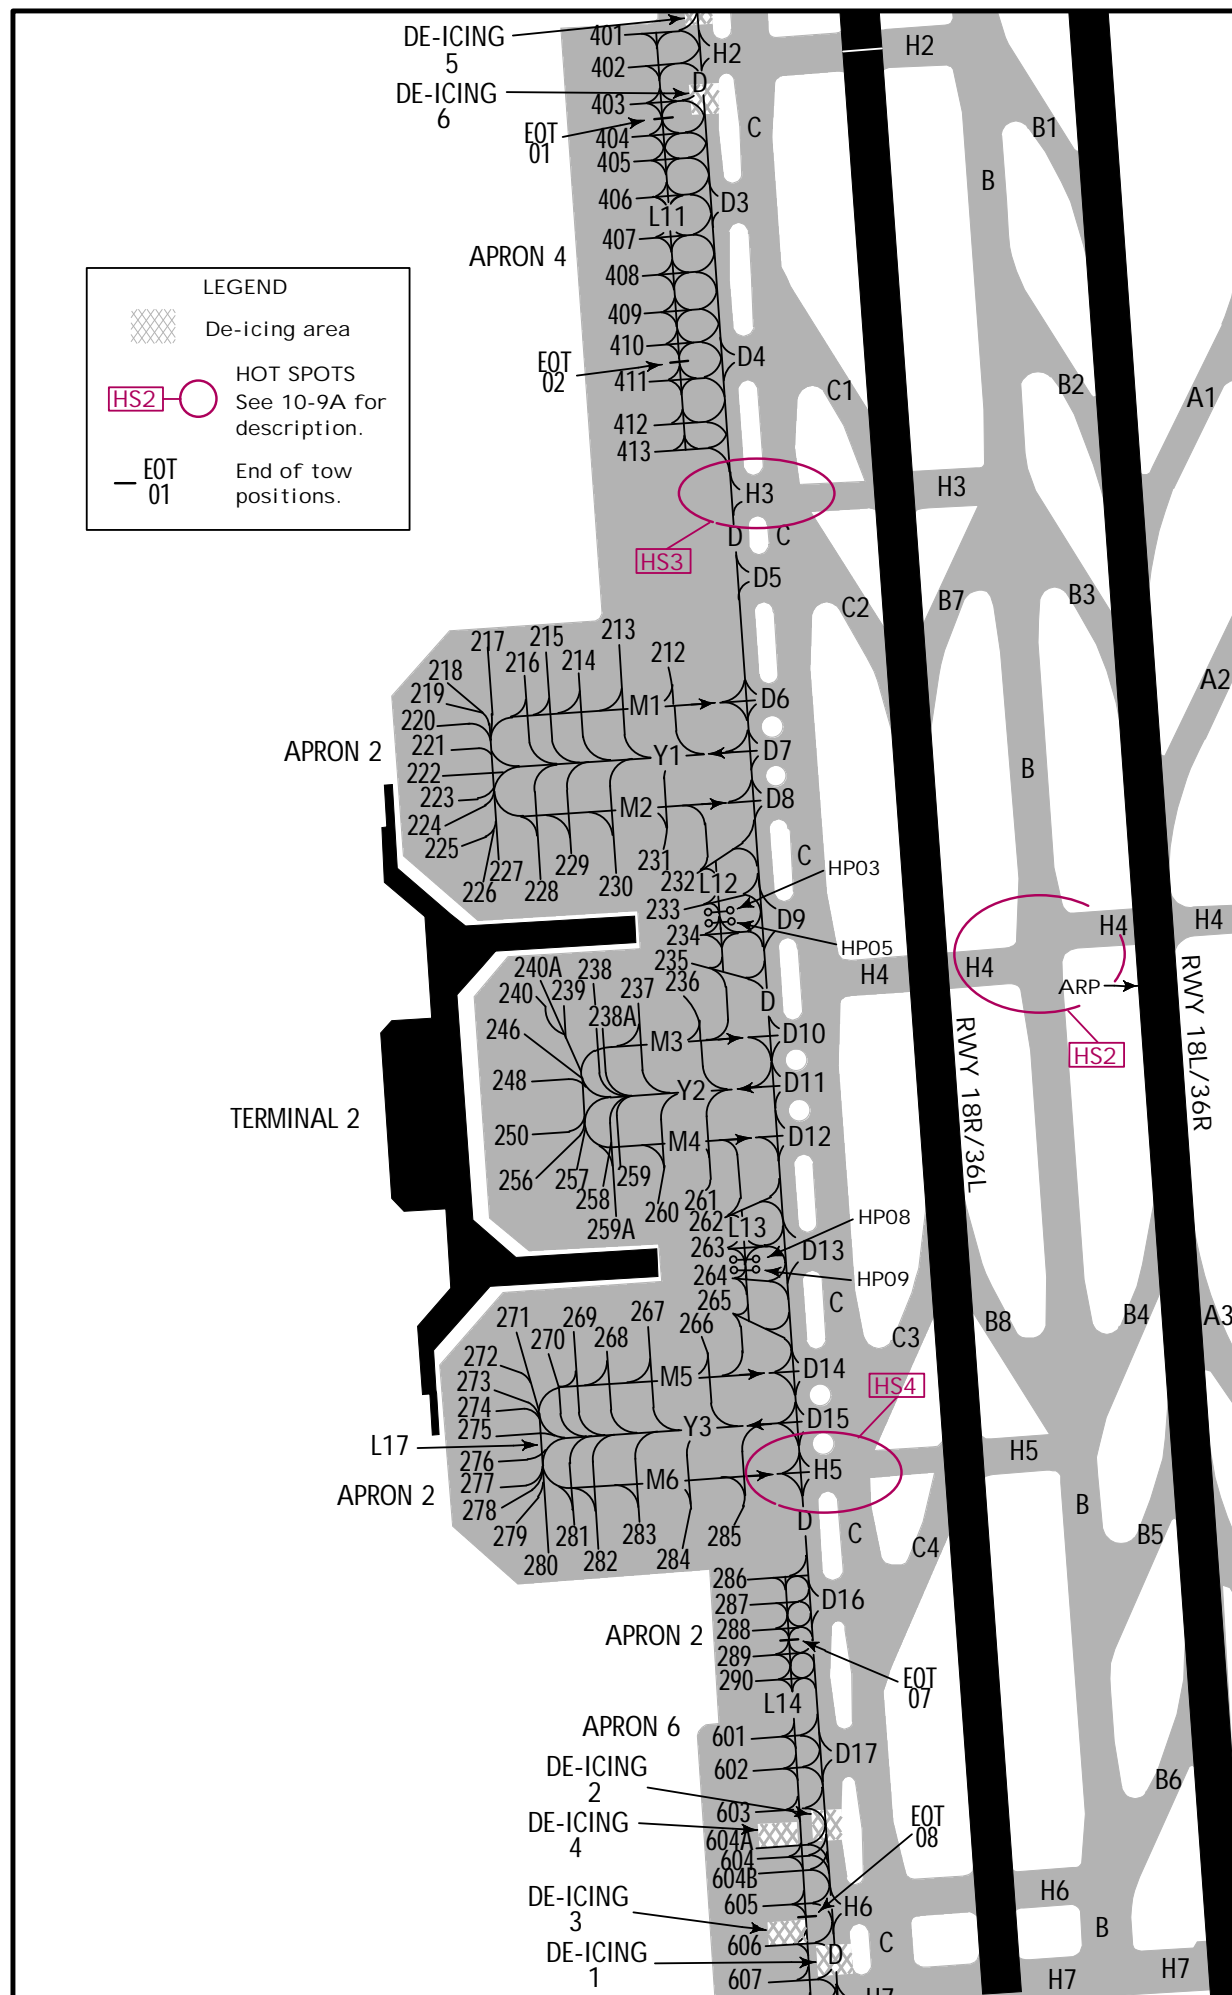 DE-ICING
5
401
H2
H2
402
D
DE-ICING
6
403
EOT
01
404
405
C
B1
B
406
L11
D3
407
APRON 4
408
LEGEND
De-icing area
HOT SPOTS
HS2
See 10-9A for
description.
EOT
01
End of tow
positions.
409
410
D4
EOT
02
411
C1
B2
A1
412
413
H3
H3
D
C
HS3
D5
C2
B7
B3
217
215
213
216
214
212
218
219
220
221
222
223
224
225
226
227
228
229
230
231
232
M1
D6
A2
APRON 2
Y1
D7
B
M2
D8
C
L12
HP03
233
D9
H4
H4
234
HP05
235
H4
H4
ARP
240A
238
240
239
237
236
238A
D
246
M3
D10
RWY 18R/36L
RWY 18L/36R
HS2
248
Y2
D11
TERMINAL 2
250
M4
D12
256
257
259
258
260
261
259A
262
L13
HP08
263
D13
264
HP09
265
C
271
269
267
270
268
266
272
273
274
275
276
277
278
279
280
281
282
283
284
285
B8
B4
A3
C3
M5
D14
HS4
D15
Y3
L17
H5
H5
M6
APRON 2
D
C
B
B5
C4
286
287
D16
288
APRON 2
289
290
EOT
07
L14
APRON 6
601
D17
602
DE-ICING
2
B6
603
EOT
08
DE-ICING
4
604A
604
604B
605
H6
H6
DE-ICING
3
606
D
C
B
DE-ICING
1
607
H7
H7
H7